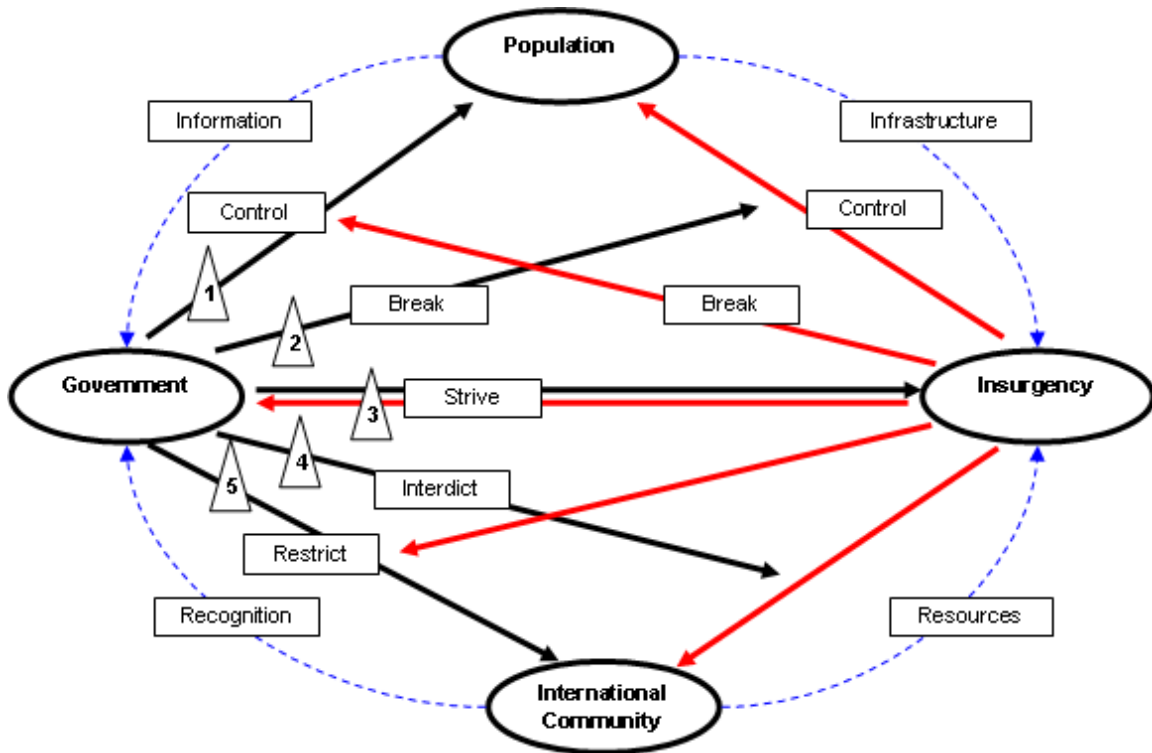 Population
Information
Infrastructure
Control
Control
1
Break
Break
2
Government
Insurgency
Strive
3
4
5
Interdict
Restrict
Recognition
Resources
International
Community